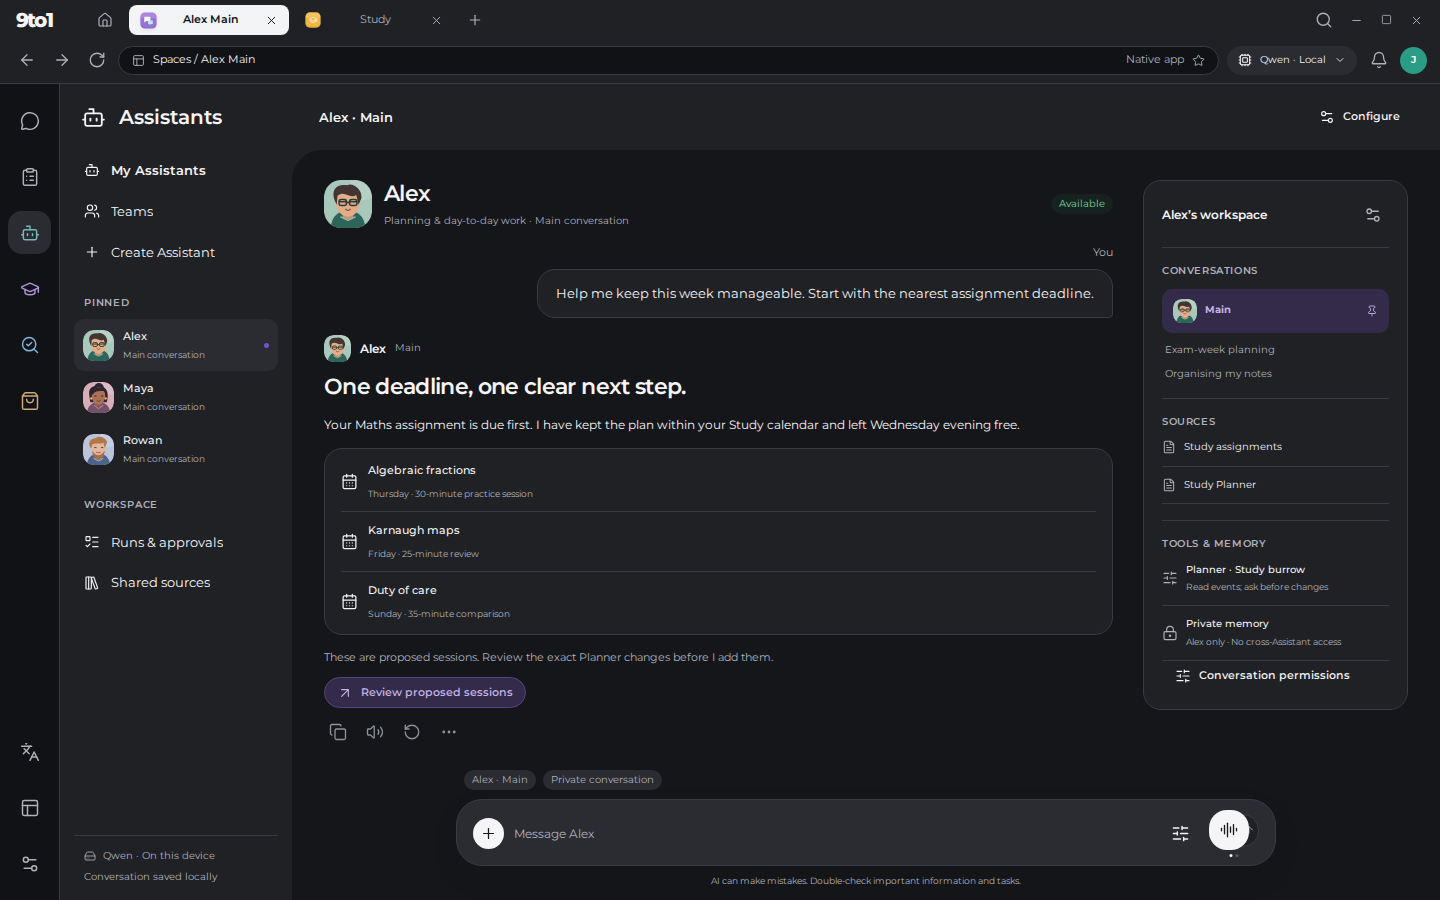 9to1
Alex Main
Study
Spaces / Alex Main
Native app
Qwen · Local
J
Assistants
My Assistants
Teams
Create Assistant
PINNED
Alex
Main conversation
Maya
Main conversation
Rowan
Main conversation
WORKSPACE
Runs & approvals
Shared sources
Qwen · On this device
Conversation saved locally
Alex · Main
Configure
Alex
Planning & day-to-day work · Main conversation
Available
You
Help me keep this week manageable. Start with the nearest assignment deadline.
Alex Main
One deadline, one clear next step.
Your Maths assignment is due first. I have kept the plan within your Study calendar and left Wednesday evening free.
Algebraic fractions
Thursday · 30-minute practice session
Karnaugh maps
Friday · 25-minute review
Duty of care
Sunday · 35-minute comparison
These are proposed sessions. Review the exact Planner changes before I add them.
Review proposed sessions
Alex · Main
Private conversation
Message Alex
AI can make mistakes. Double-check important information and tasks.
Alex's workspace
CONVERSATIONS
Main
Exam-week planning
Organising my notes
SOURCES
Study assignments
Study Planner
TOOLS & MEMORY
Planner · Study burrow
Read events; ask before changes
Private memory
Alex only · No cross-Assistant access
Conversation permissions